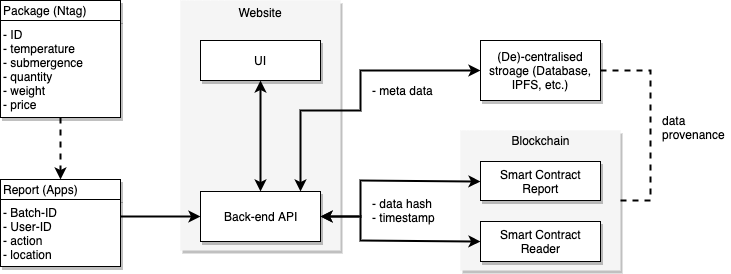 Package (Ntag)
- ID
- temperature
- submergence
- quantity
- weight
- price
Report (Apps)
- Batch-ID
- User-ID
- action
- location
Website
UI
Back-end API
- meta data
- data hash
- timestamp
(De)-centralised
stroage (Database,
IPFS, etc.)
Blockchain
Smart Contract
Report
Smart Contract
Reader
data
provenance